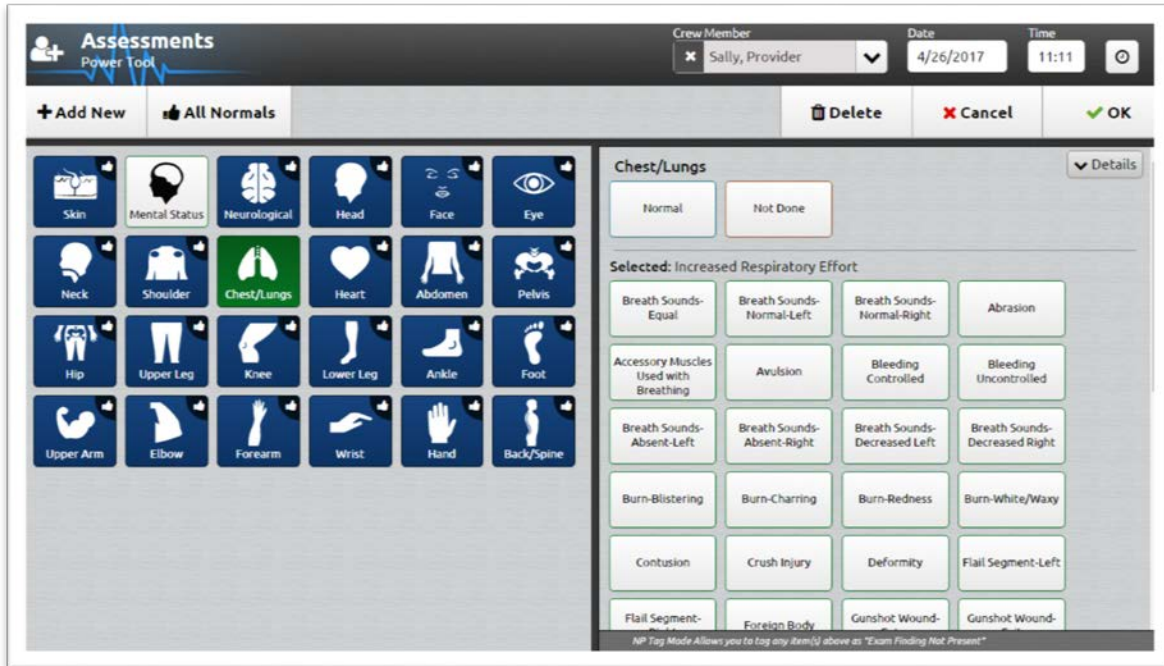 Assessments
Power Tool
Crew Member
Sally, Provider
Date
4/26/2017
Time
11:11
Add New
All Normals
Delete
Cancel
OK
Skin
Mental Status
Neurological
Head
Face
Eye
Neck
Shoulder
Chest/Lungs
Heart
Abdomen
Pelvis
Hip
Upper Leg
Knee
Lower Leg
Ankle
Foot
Upper Arm
Elbow
Forearm
Wrist
Hand
Back/Spine
Chest/Lungs
Details
Normal
Not Done
Selected: Increased Respiratory Effort
Breath Sounds-
Equal
Breath Sounds-
Normal-Left
Breath Sounds-
Normal-Right
Abrasion
Accessory Muscles
Used with
Breathing
Avulsion
Bleeding
Controlled
Bleeding
Uncontrolled
Breath Sounds-
Absent-Left
Breath Sounds-
Absent-Right
Breath Sounds-
Decreased Left
Breath Sounds-
Decreased Right
Burn-Blistering
Burn-Charring
Burn-Redness
Burn-White/Waxy
Contusion
Crush Injury
Deformity
Flail Segment-Left
Flail Segment-
Foreign Body
Gunshot Wound-
Gunshot Wound-
NP Tag Mode Allows you to tag any item(s) above as "Exam Finding Not Present"